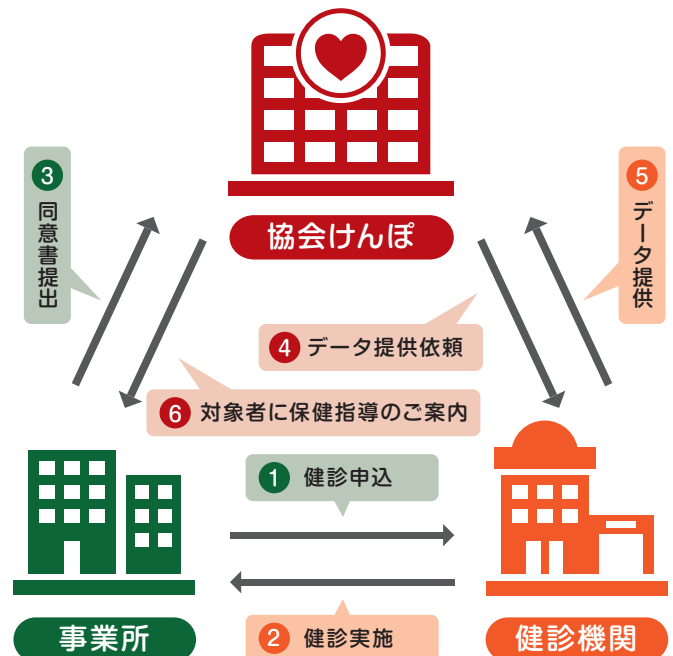 協会けんぽ
3 同意書提出
5 データ提供
4 データ提供依頼
6 対象者に保健指導のご案内
1 健診申込
2 健診実施
事業所
健診機関